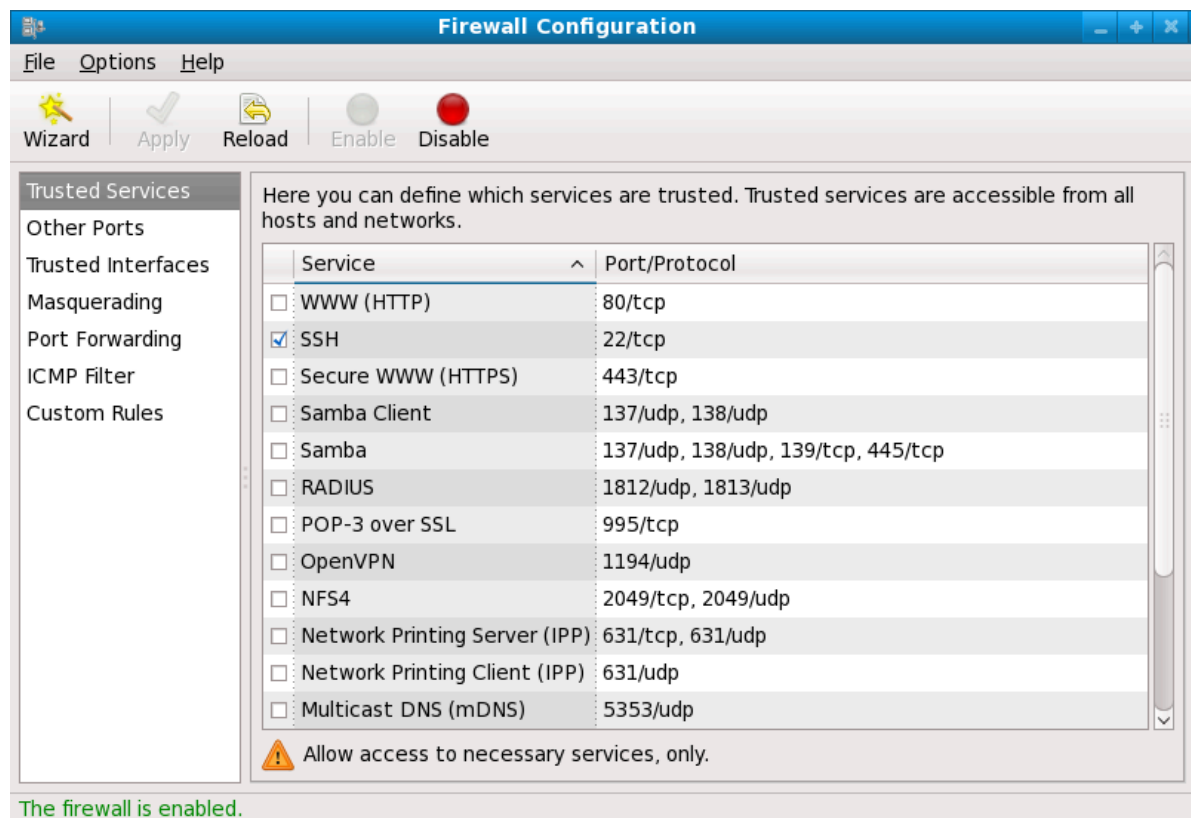 Firewall Configuration
File Options Help
Wizard Apply Reload Enable Disable
Trusted Services
Other Ports
Trusted Interfaces
Masquerading
Port Forwarding
ICMP Filter
Custom Rules
Here you can define which services are trusted. Trusted services are accessible from all
hosts and networks.
Service Port/Protocol
WWW (HTTP) 80/tcp
SSH 22/tcp
Secure WWW (HTTPS) 443/tcp
Samba Client 137/udp, 138/udp
Samba 137/udp, 138/udp, 139/tcp, 445/tcp
RADIUS 1812/udp, 1813/udp
POP-3 over SSL 995/tcp
OpenVPN 1194/udp
NFS4 2049/tcp, 2049/udp
Network Printing Server (IPP) 631/tcp, 631/udp
Network Printing Client (IPP) 631/udp
Multicast DNS (mDNS) 5353/udp
Allow access to necessary services, only.
The firewall is enabled.